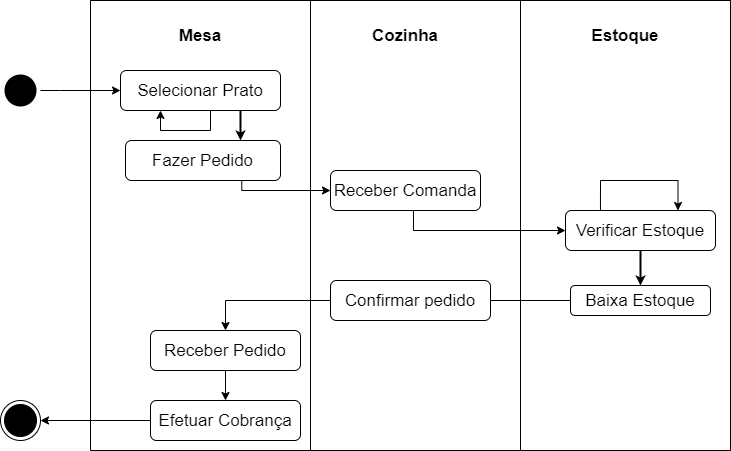 Mesa
Cozinha
Estoque
Selecionar Prato
Fazer Pedido
Receber Comanda
Verificar Estoque
Confirmar pedido
Baixa Estoque
Receber Pedido
Efetuar Cobrança